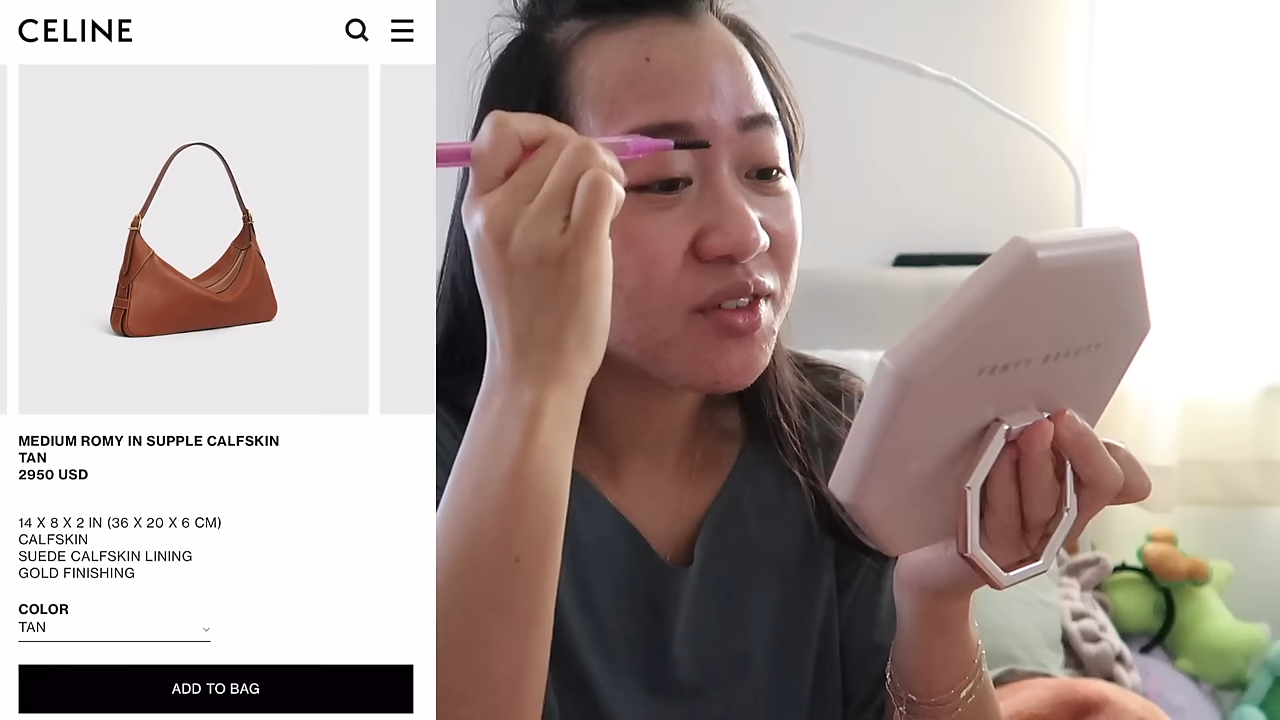 CELINE
MEDIUM ROMY IN SUPPLE CALFSKIN
TAN
2950 USD
14 X 8 X 2 IN (36 X 20 X 6 CM)
CALFSKIN
SUEDE CALFSKIN LINING
GOLD FINISHING
COLOR
TAN
ADD TO BAG
FENTY BEAUTY